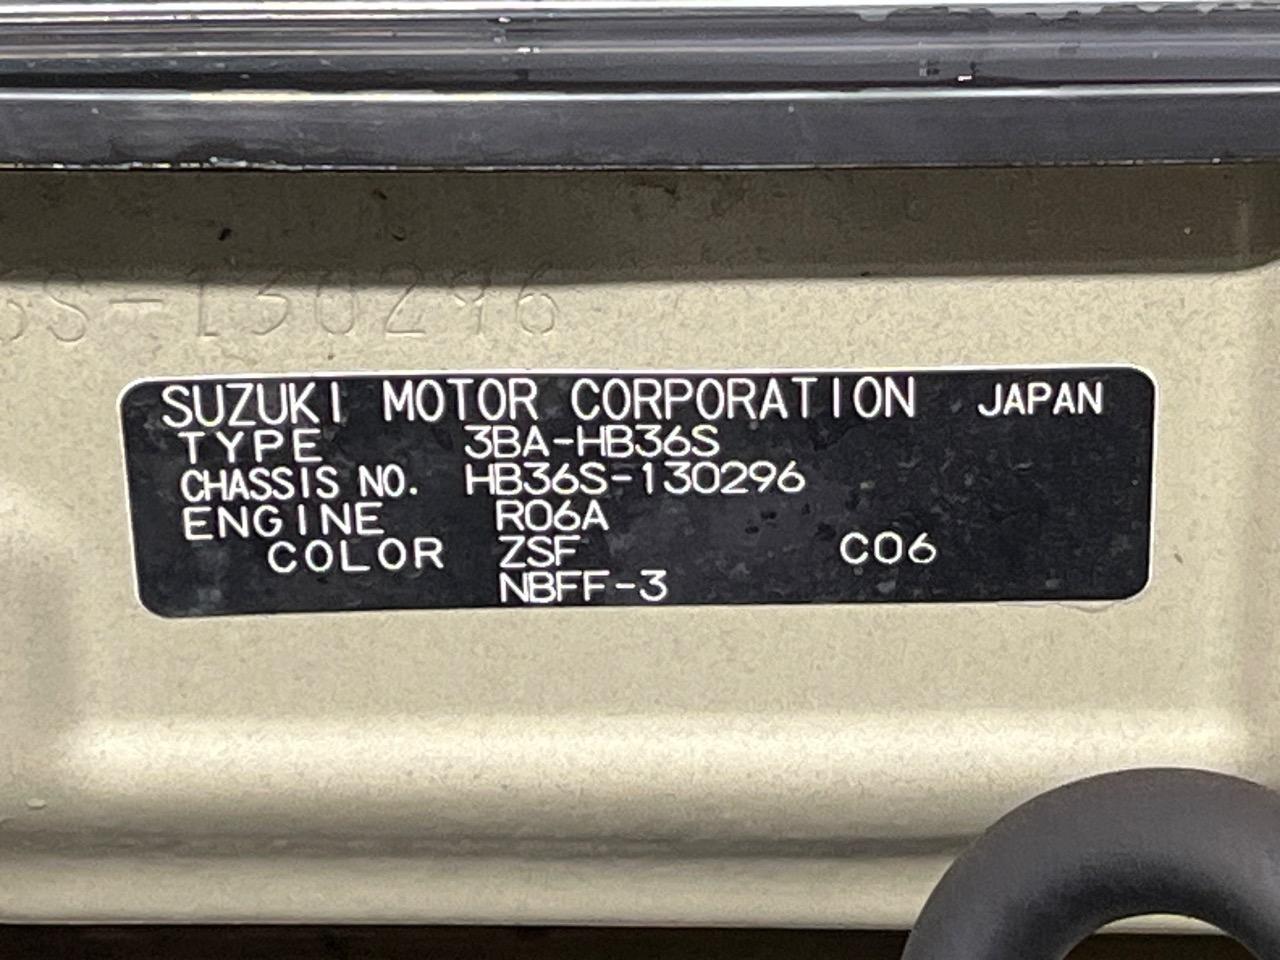 S-130296
SUZUKI MOTOR CORPORATION JAPAN
TYPE 3BA-HB36S
CHASSIS NO. HB36S-130296
ENGINE R06A
COLOR ZSF C06
NBFF-3